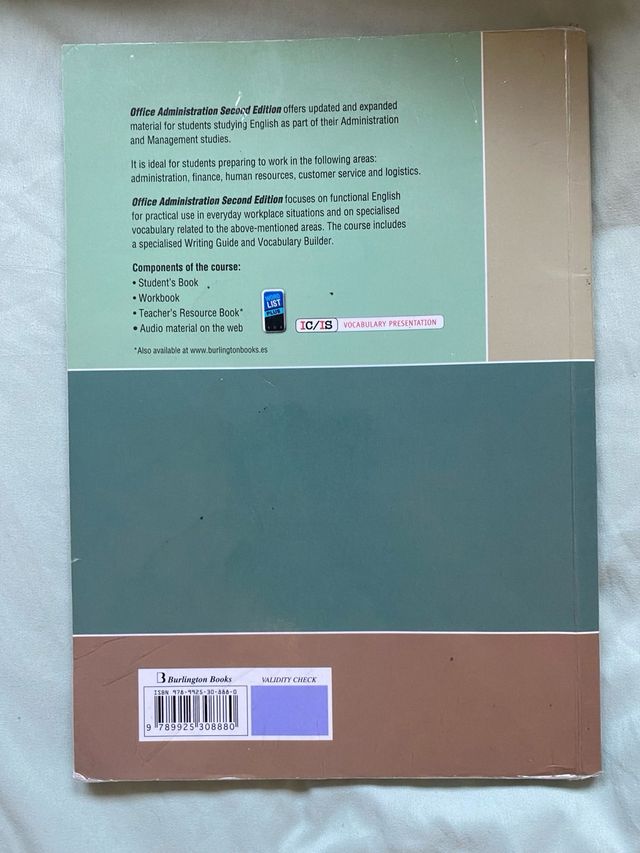 Office Administration Second Edition offers updated and expanded
material for students studying English as part of their Administration
and Management studies.
It is ideal for students preparing to work in the following areas:
administration, finance, human resources, customer service and logistics.
Office Administration Second Edition focuses on functional English
for practical use in everyday workplace situations and on specialised
vocabulary related to the above-mentioned areas. The course includes
a specialised Writing Guide and Vocabulary Builder.
Components of the course:
• Student's Book
• Workbook
• Teacher's Resource Book*
• Audio material on the web
WORD
LIST
PLUS
IC/IS VOCABULARY PRESENTATION
*Also available at www.burlingtonbooks.es
B Burlington Books VALIDITY CHECK
ISBN 978-9925-30-888-0
9 789925 308880